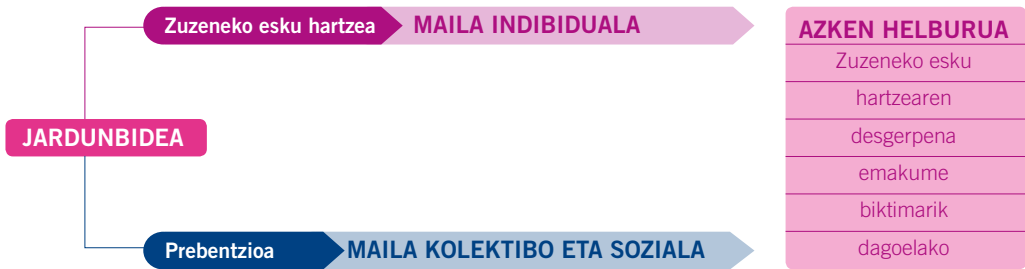 JARDUNBIDEA
Zuzeneko esku hartzea MAILA INDIBIDUALA
Prebentzioa MAILA KOLEKTIBO ETA SOZIALA
AZKEN HELBURUA
Zuzeneko esku
hartzearen
desgerpena
emakume
biktimarik
dagoelako